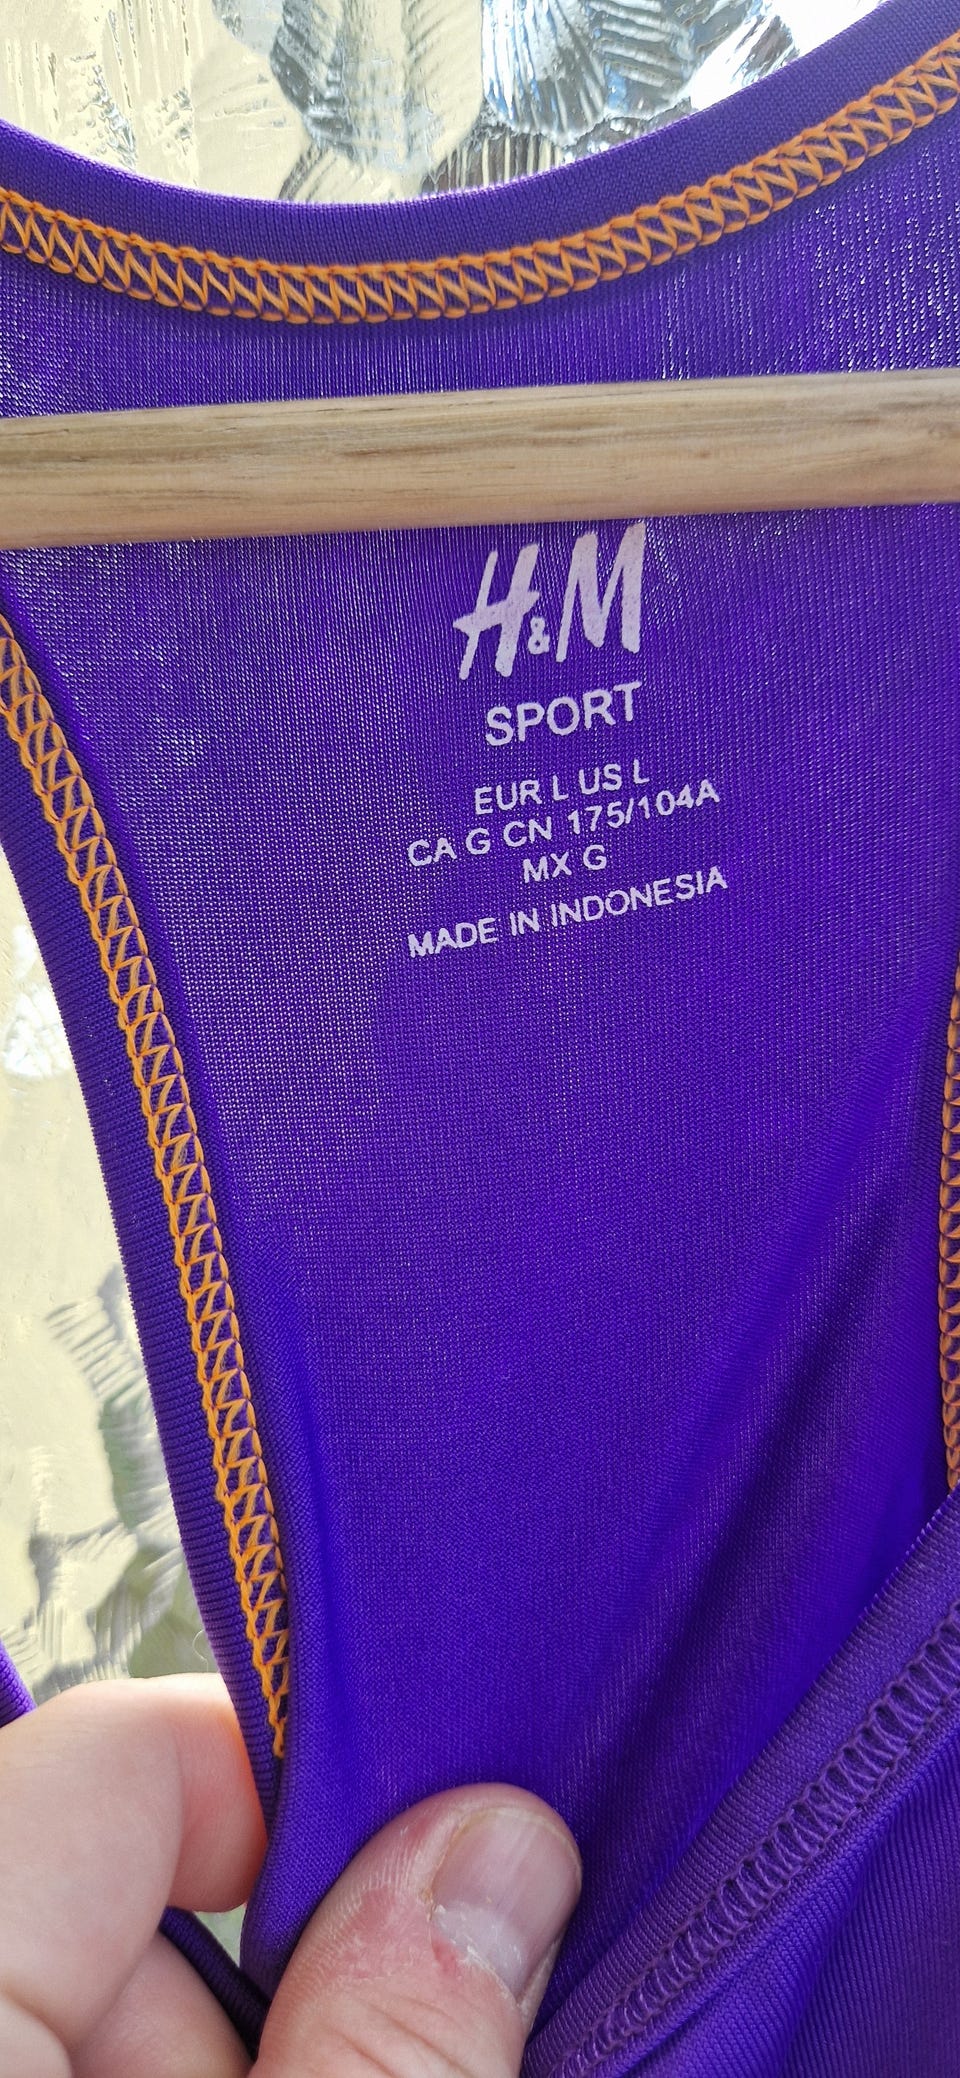 H&M
SPORT
EUR L US L
CA G CN 175/104A
MX G
MADE IN INDONESIA